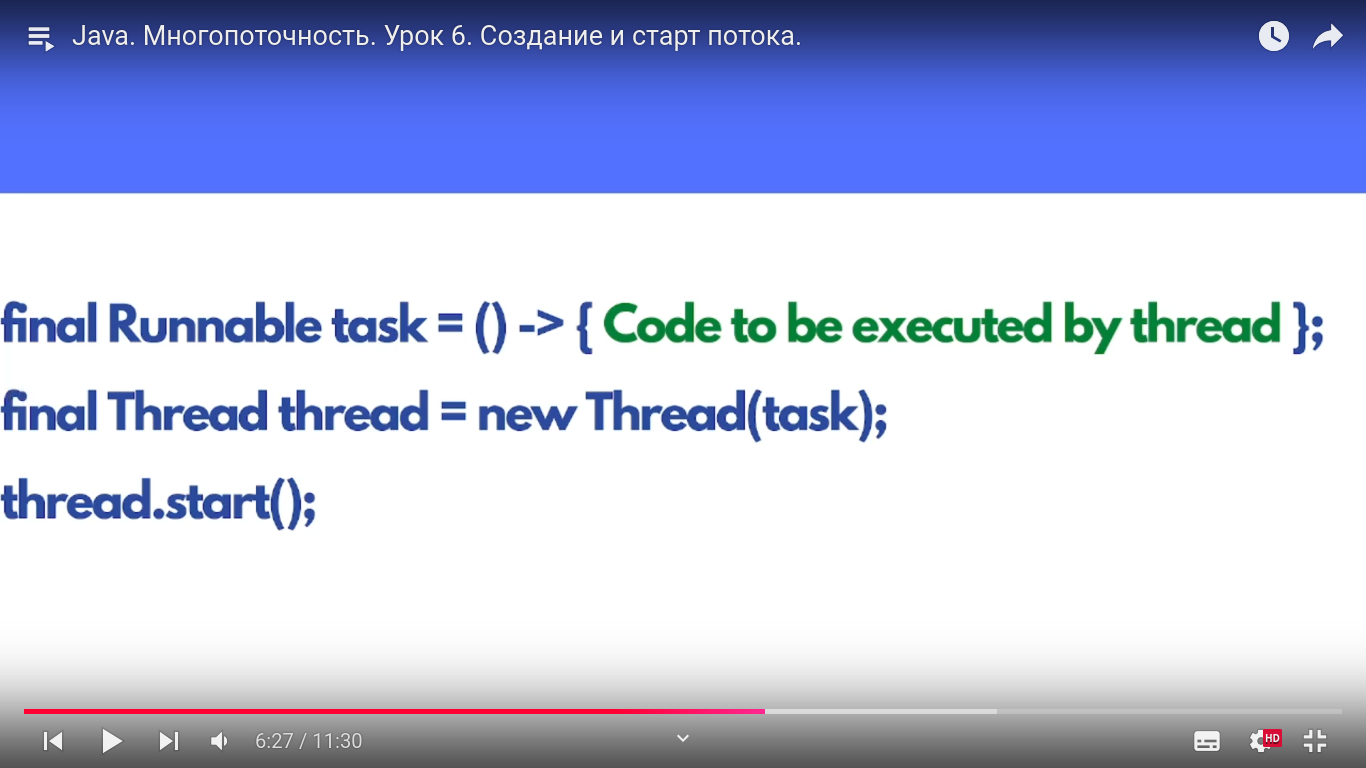 Java. Многопоточность. Урок 6. Создание и старт потока.
final Runnable task = () -> { Code to be executed by thread };
final Thread thread = new Thread(task);
thread.start();
6:27 / 11:30
HD